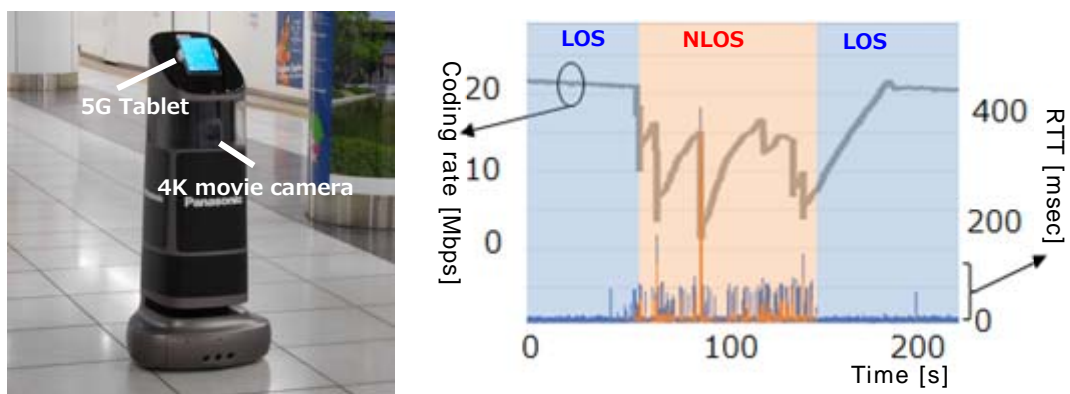 5G Tablet
4K movie camera
Panasonic
LOS
NLOS
LOS
Coding rate [Mbps]
20
10
0
400
200
0
RTT [msec]
0
100
200
Time [s]